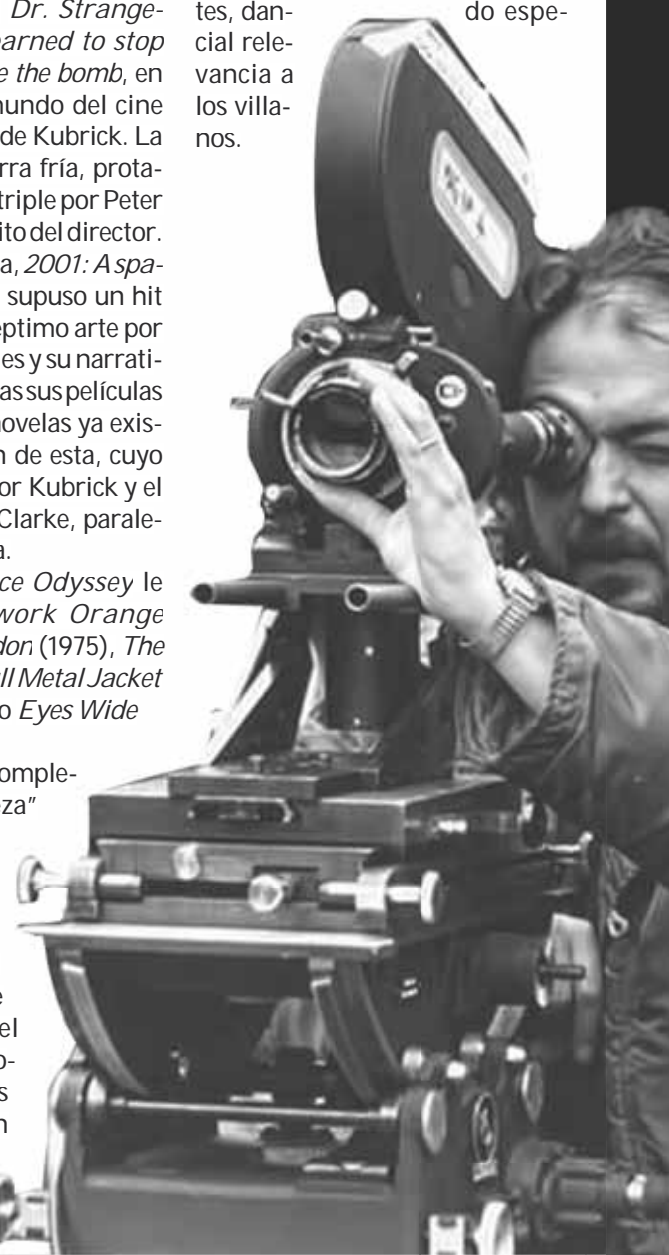 Dr. Strange-
earned to stop
e the bomb, en
mundo del cine
de Kubrick. La
rra fría, prota-
triple por Peter
ito del director.
a, 2001: A spa-
supuso un hit
éptimo arte por
es y su narrati-
as sus películas
novelas ya exis-
n de esta, cuyo
or Kubrick y el
Clarke, parale-
a.
ce Odyssey le
work Orange
don (1975), The
ll Metal Jacket
o Eyes Wide
omple-
za"
e
el
o-
s
n
tes, dan-
do espe-
cial rele-
vancia a
los villa-
nos.